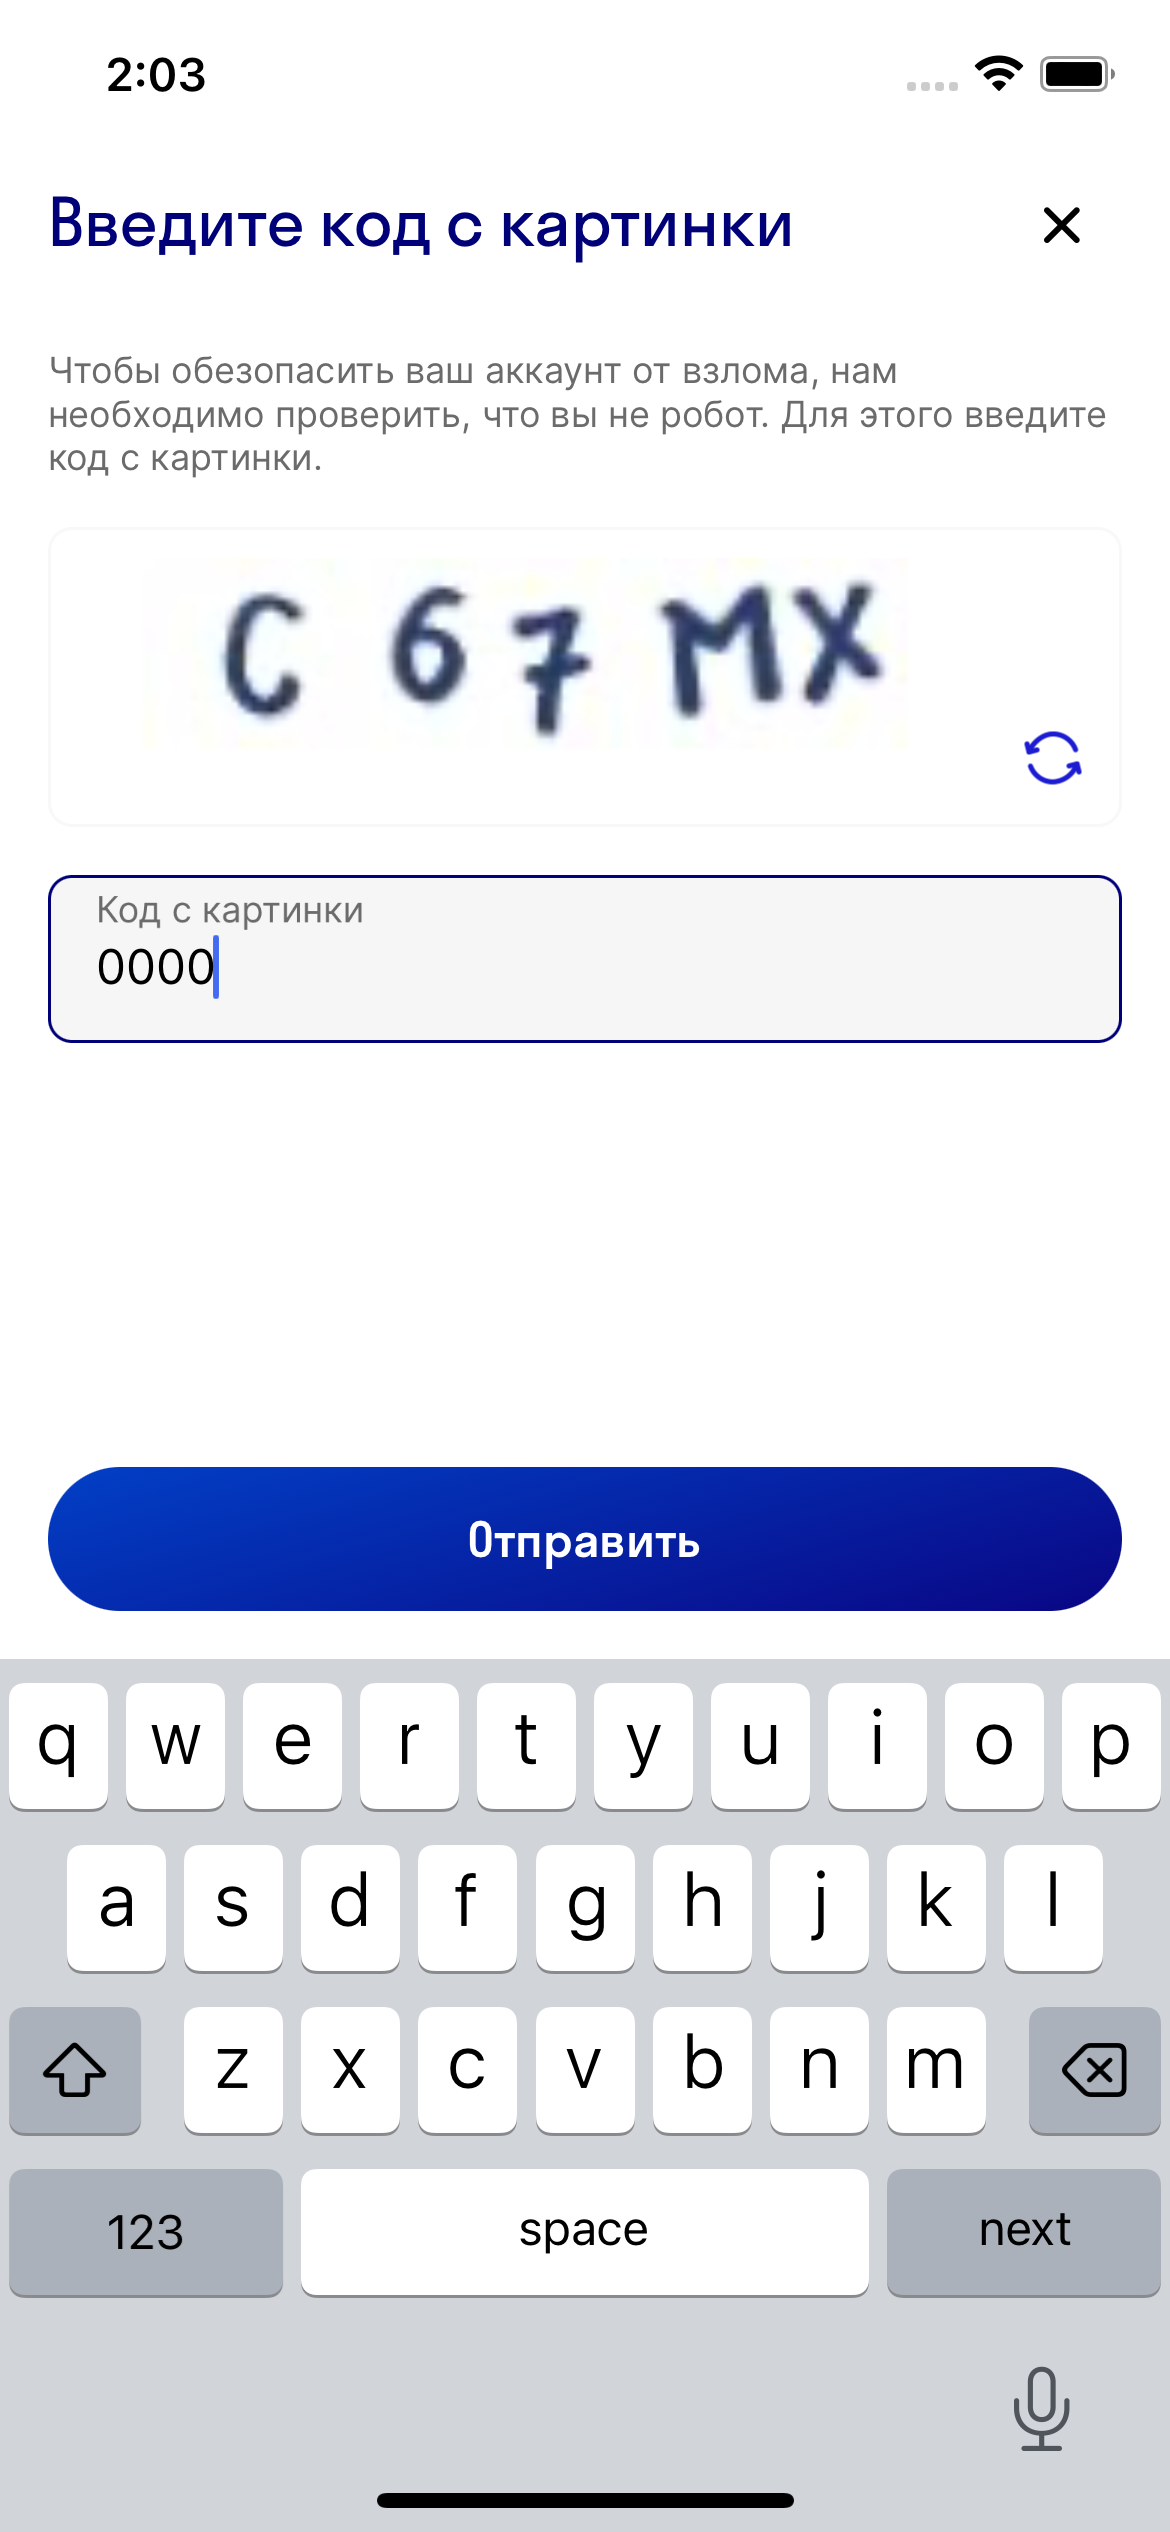 2:03
Введите код с картинки
Чтобы обезопасить ваш аккаунт от взлома, нам
необходимо проверить, что вы не робот. Для этого введите
код с картинки.
C 67 MX
Код с картинки
0000
Отправить
q w e r t y u i o p
a s d f g h j k l
z x c v b n m
123 space next